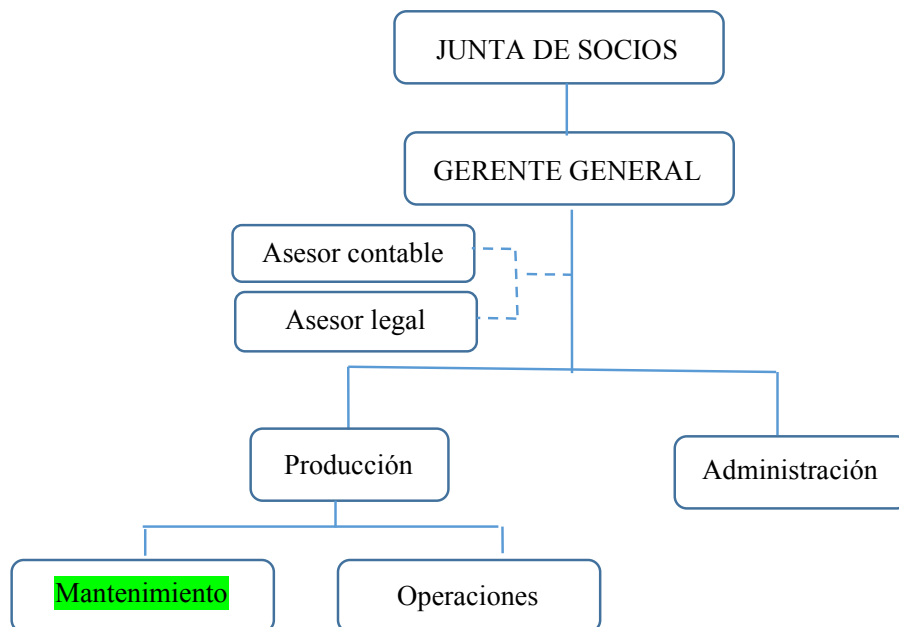 JUNTA DE SOCIOS
GERENTE GENERAL
Asesor contable
Asesor legal
Producción
Administración
Mantenimiento
Operaciones